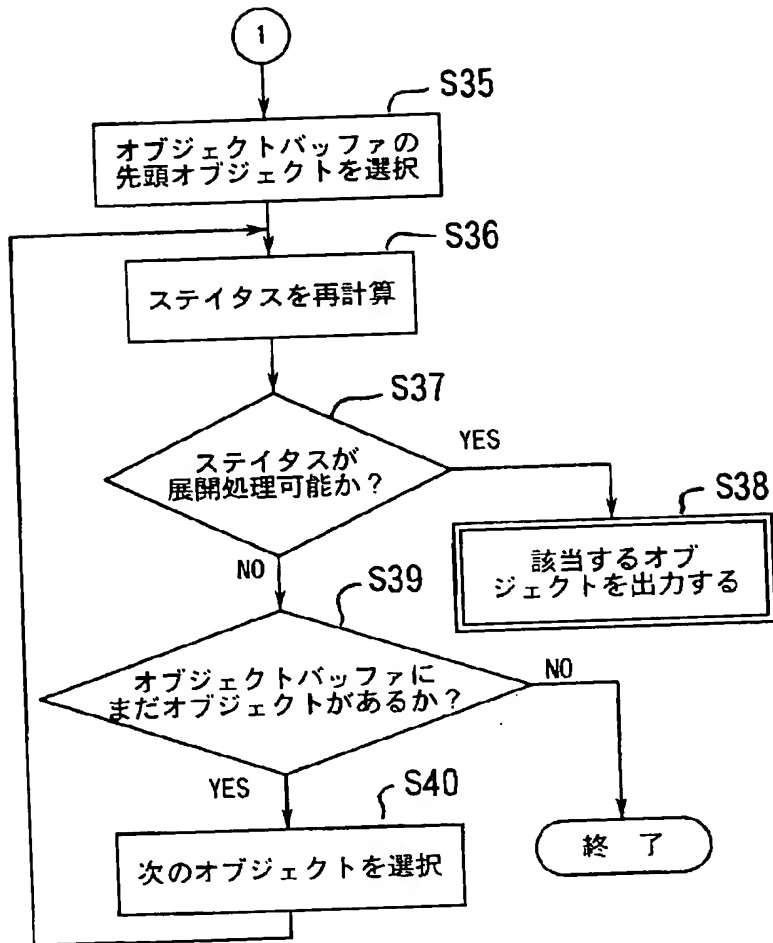 1
S35
オブジェクトバッファの
先頭オブジェクトを選択
S36
ステイタスを再計算
S37
ステイタスが
展開処理可能か？
YES
S38
該当するオブ
ジェクトを出力する
NO
S39
オブジェクトバッファに
まだオブジェクトがあるか？
NO
YES
S40
次のオブジェクトを選択
終 了